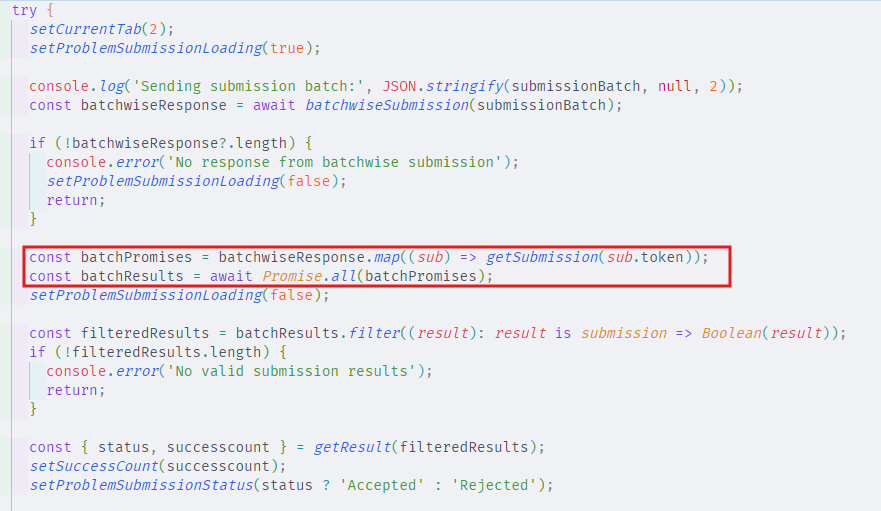 try {
setCurrentTab(2);
setProblemSubmissionLoading(true);
console.log('Sending submission batch:', JSON.stringify(submissionBatch, null, 2));
const batchwiseResponse = await batchwiseSubmission(submissionBatch);
if (!batchwiseResponse?.length) {
console.error('No response from batchwise submission');
setProblemSubmissionLoading(false);
return;
}
const batchPromises = batchwiseResponse.map((sub) => getSubmission(sub.token));
const batchResults = await Promise.all(batchPromises);
setProblemSubmissionLoading(false);
const filteredResults = batchResults.filter((result): result is submission => Boolean(result));
if (!filteredResults.length) {
console.error('No valid submission results');
return;
}
const { status, successcount } = getResult(filteredResults);
setSuccessCount(successcount);
setProblemSubmissionStatus(status ? 'Accepted' : 'Rejected');